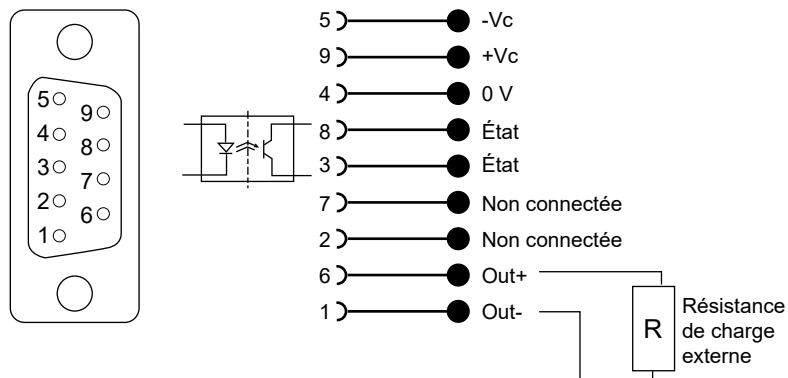 5
9
4
8
3
7
2
6
1
5 -Vc
9 +Vc
4 0 V
8 État
3 État
7 Non connectée
2 Non connectée
6 Out+
1 Out-
R
Résistance
de charge
externe